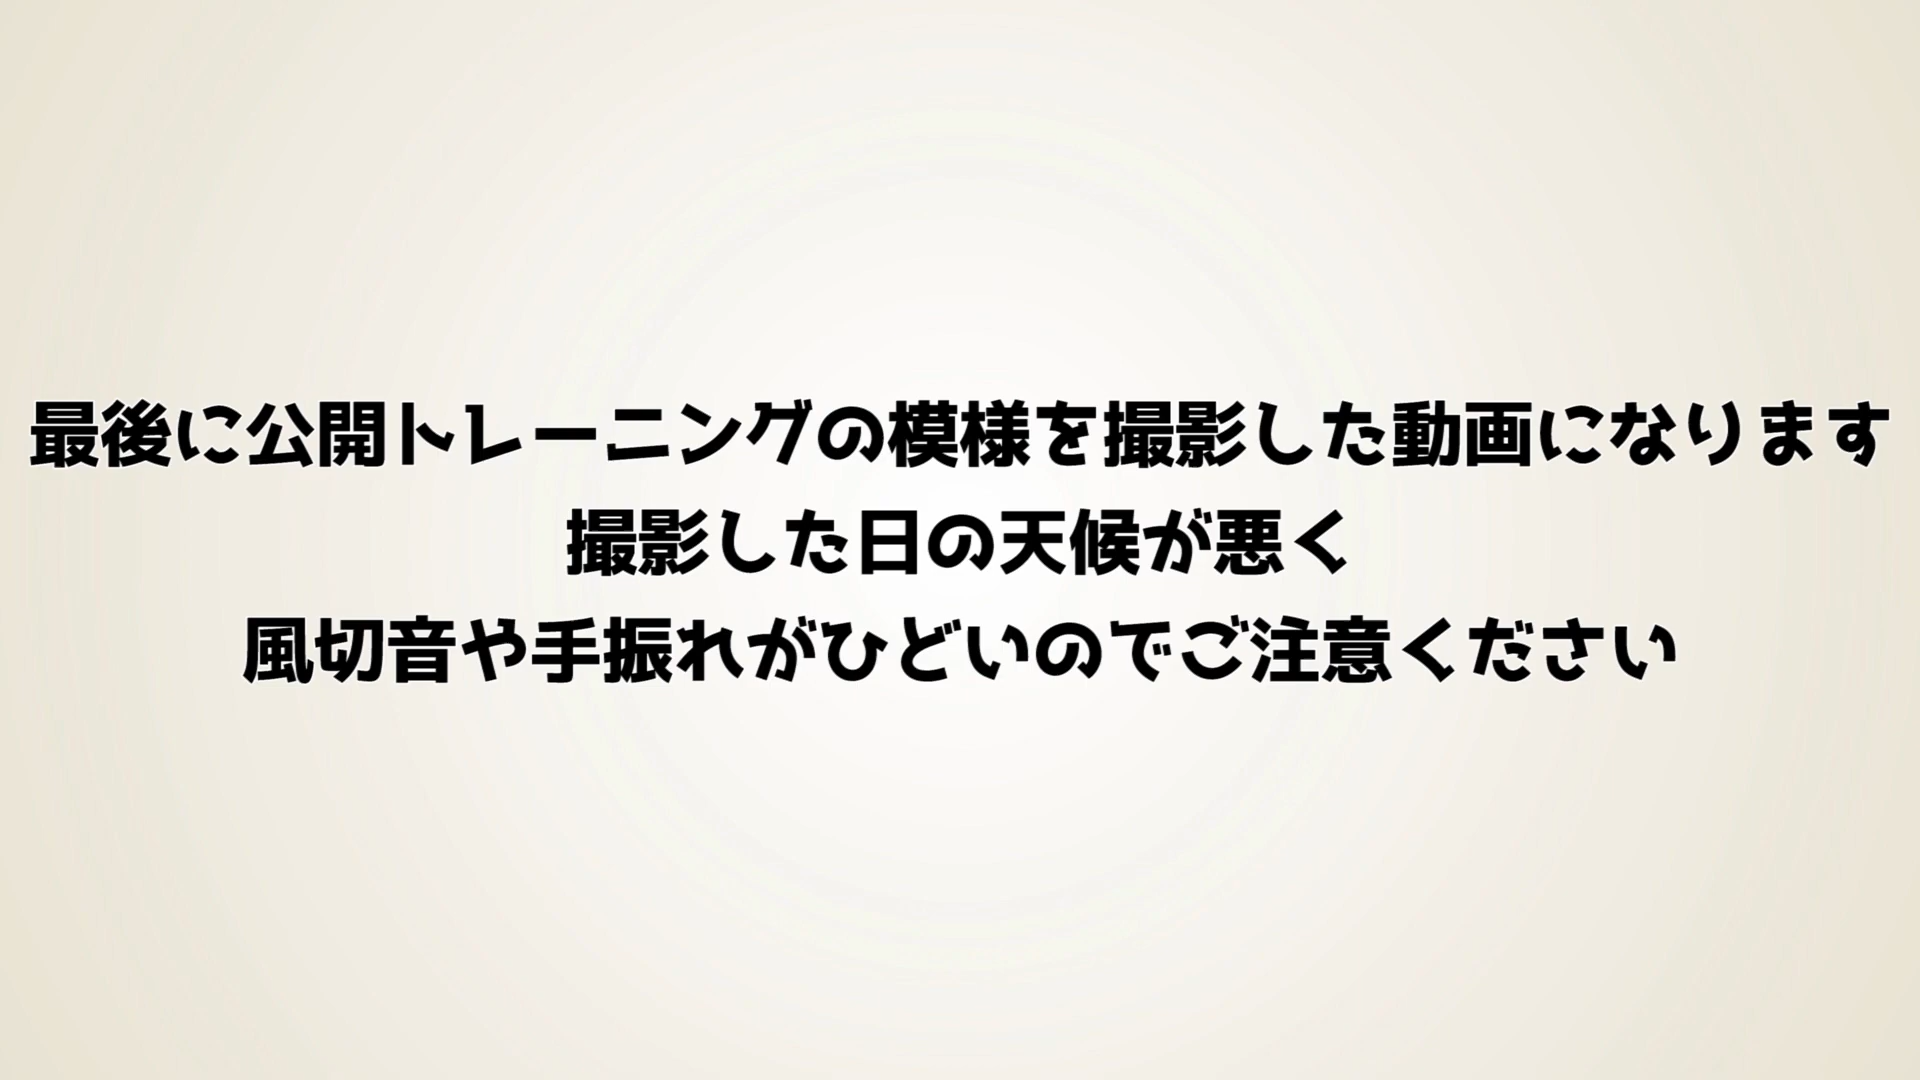 最後に公開トレーニングの模様を撮影した動画になります
撮影した日の天候が悪く
風切音や手振れがひどいのでご注意ください